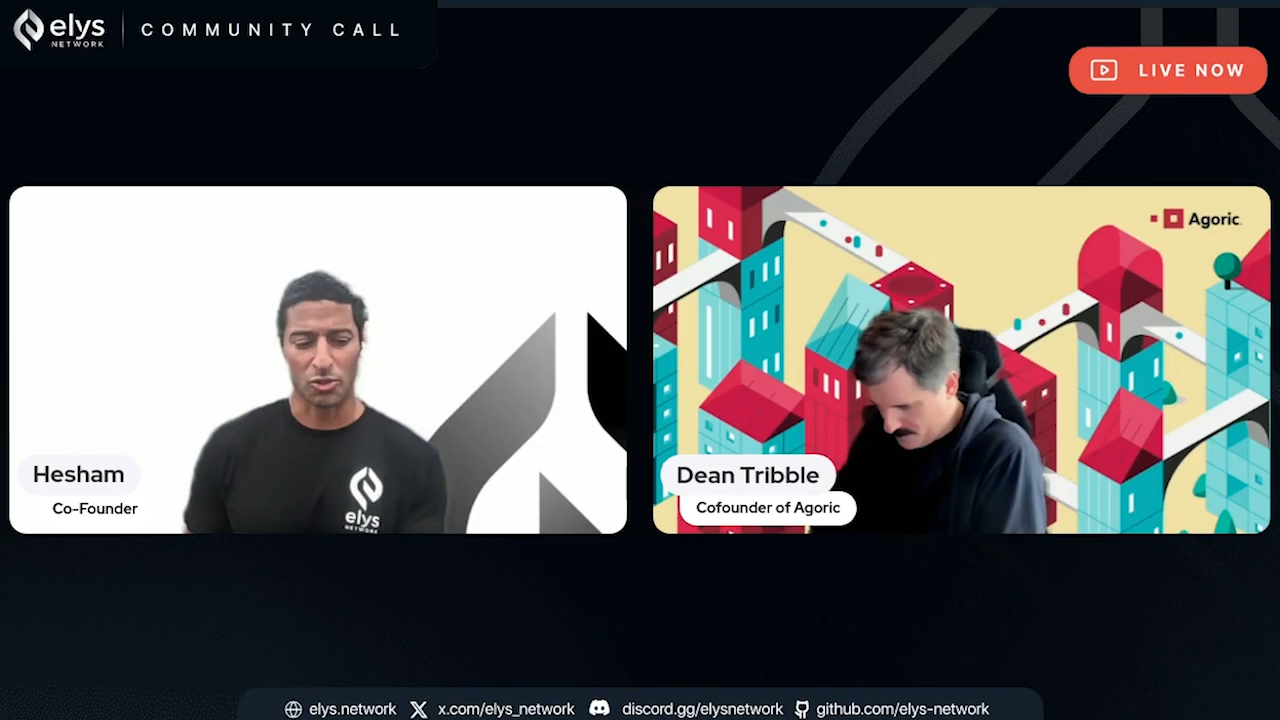 elys
NETWORK
COMMUNITY CALL
LIVE NOW
Agoric
Hesham
Co-Founder
elys
NETWORK
Dean Tribble
Cofounder of Agoric
elys.network
x.com/elys_network
discord.gg/elysnetwork
github.com/elys-network